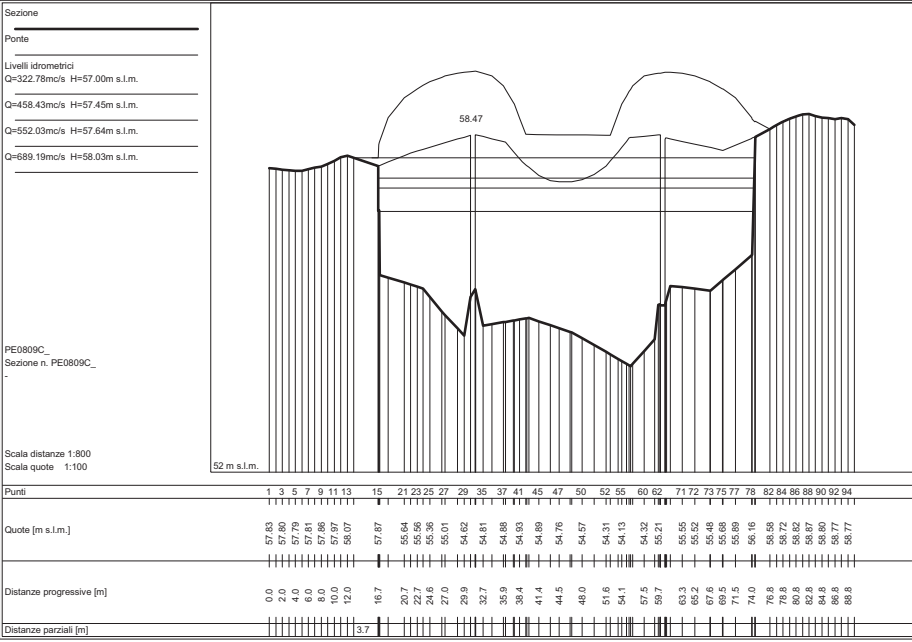 Sezione
Ponte
Livelli idrometrici
Q=322.78mc/s H=57.00m s.l.m.
Q=458.43mc/s H=57.45m s.l.m.
Q=552.03mc/s H=57.64m s.l.m.
Q=689.19mc/s H=58.03m s.l.m.
58.47
PE0809C_
Sezione n. PE0809C_
-
Scala distanze 1:800
Scala quote 1:100
52 m s.l.m.
Punti 1 3 5 7 9 11 13 15 21 23 25 27 29 32 35 37 41 45 47 50 52 55 60 62 71 72 73 75 77 78 82 84 86 88 90 92 94
Quote [m s.l.m.] 57.83 57.80 57.79 57.81 57.86 57.97 58.07 57.87 55.64 55.56 55.36 55.01 54.62 54.81 54.88 54.93 54.89 54.76 54.57 54.31 54.13 54.32 55.21 55.55 55.52 55.48 55.68 55.89 56.16 58.58 58.72 58.82 58.87 58.80 58.77 58.77
Distanze progressive [m] 0.0 2.0 4.0 6.0 8.0 10.0 12.0 16.7 20.7 22.7 24.6 27.0 29.9 32.7 35.9 38.4 41.4 44.5 48.0 51.6 54.1 57.5 59.7 63.3 65.2 67.6 69.5 71.5 74.0 76.8 78.8 80.8 82.8 84.8 86.8 88.8
Distanze parziali [m] 3.7